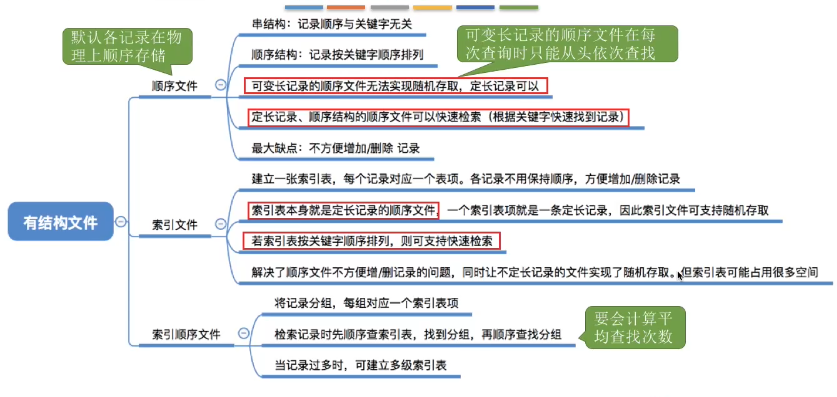 默认各记录在物
理上顺序存储
可变长记录的顺序文件在每
次查询时只能从头依次查找
有结构文件
顺序文件
串结构：记录顺序与关键字无关
顺序结构：记录按关键字顺序排列
可变长记录的顺序文件无法实现随机存取，定长记录可以
定长记录、顺序结构的顺序文件可以快速检索（根据关键字快速找到记录）
最大缺点：不方便增加/删除 记录
索引文件
建立一张索引表，每个记录对应一个表项。各记录不用保持顺序，方便增加/删除记录
索引表本身就是定长记录的顺序文件，一个索引表项就是一条定长记录，因此索引文件可支持随机存取
若索引表按关键字顺序排列，则可支持快速检索
解决了顺序文件不方便增/删记录的问题，同时让不定长记录的文件实现了随机存取。但索引表可能占用很多空间
索引顺序文件
将记录分组，每组对应一个索引表项
检索记录时先顺序查索引表，找到分组，再顺序查找分组
当记录过多时，可建立多级索引表
要会计算平
均查找次数